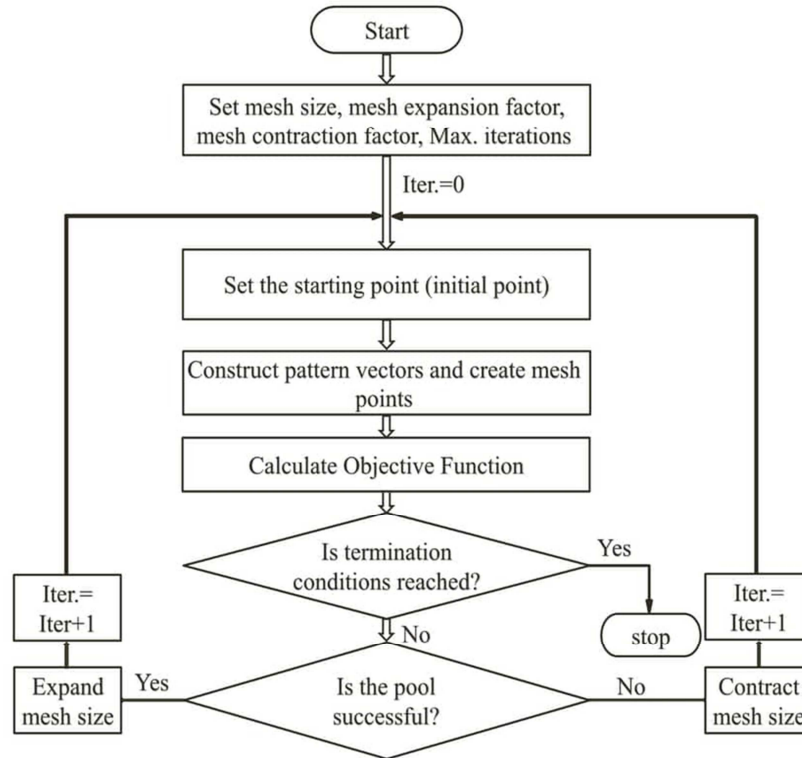 Start
Set mesh size, mesh expansion factor,
mesh contraction factor, Max. iterations
Iter.=0
Set the starting point (initial point)
Construct pattern vectors and create mesh
points
Calculate Objective Function
Is termination
conditions reached?
Yes
stop
No
Iter.=
Iter+1
Iter.=
Iter+1
Expand
mesh size
Yes
Is the pool
successful?
No
Contract
mesh size